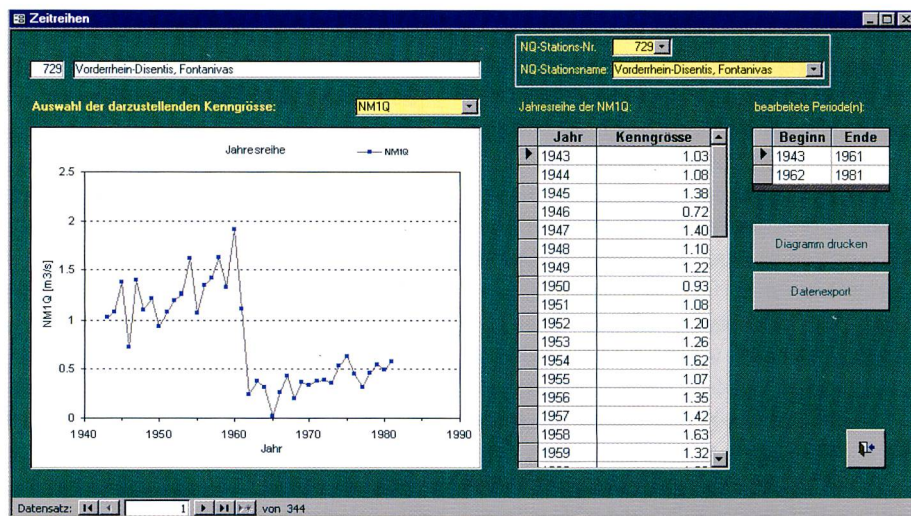 Zeitreihen
NQ-Stations-Nr. 729
729 Vorderrhein-Disentis, Fontanivas
NQ-Stationsname: Vorderrhein-Disentis, Fontanivas
Auswahl der darzustellenden Kenngrösse: NM1Q
Jahresreihe der NM1Q:
bearbeitete Periode(n):
Jahresreihe
NM1Q
NM1Q [m3/s]
2.5
2
1.5
1
0.5
0
1940 1950 1960 1970 1980 1990
Jahr
Jahr Kenngrösse
1943 1.03
1944 1.08
1945 1.38
1946 0.72
1947 1.40
1948 1.10
1949 1.22
1950 0.93
1951 1.08
1952 1.20
1953 1.26
1954 1.62
1955 1.07
1956 1.35
1957 1.42
1958 1.63
1959 1.32
Beginn Ende
1943 1961
1962 1981
Diagramm drucken
Datenexport
Datensatz: 1 von 344